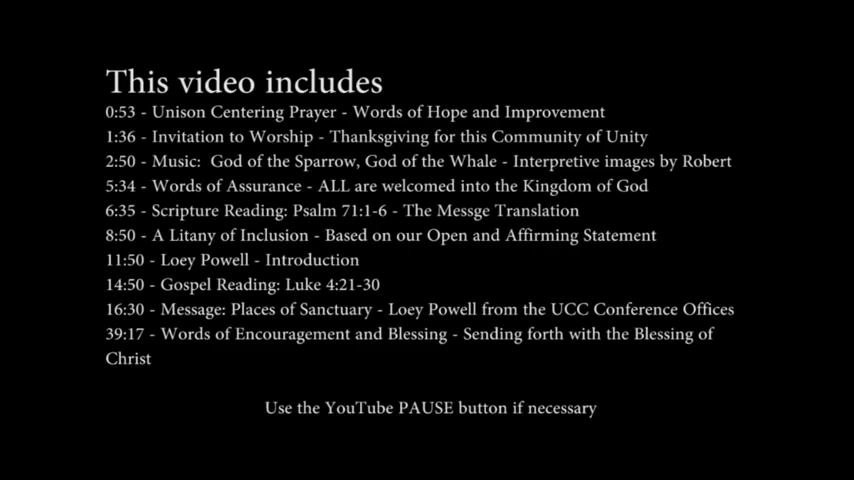 This video includes
0:53 - Unison Centering Prayer - Words of Hope and Improvement
1:36 - Invitation to Worship - Thanksgiving for this Community of Unity
2:50 - Music:  God of the Sparrow, God of the Whale - Interpretive images by Robert
5:34 - Words of Assurance - ALL are welcomed into the Kingdom of God
6:35 - Scripture Reading: Psalm 71:1-6 - The Messge Translation
8:50 - A Litany of Inclusion - Based on our Open and Affirming Statement
11:50 - Loey Powell - Introduction
14:50 - Gospel Reading: Luke 4:21-30
16:30 - Message: Places of Sanctuary - Loey Powell from the UCC Conference Offices
39:17 - Words of Encouragement and Blessing - Sending forth with the Blessing of
Christ
Use the YouTube PAUSE button if necessary